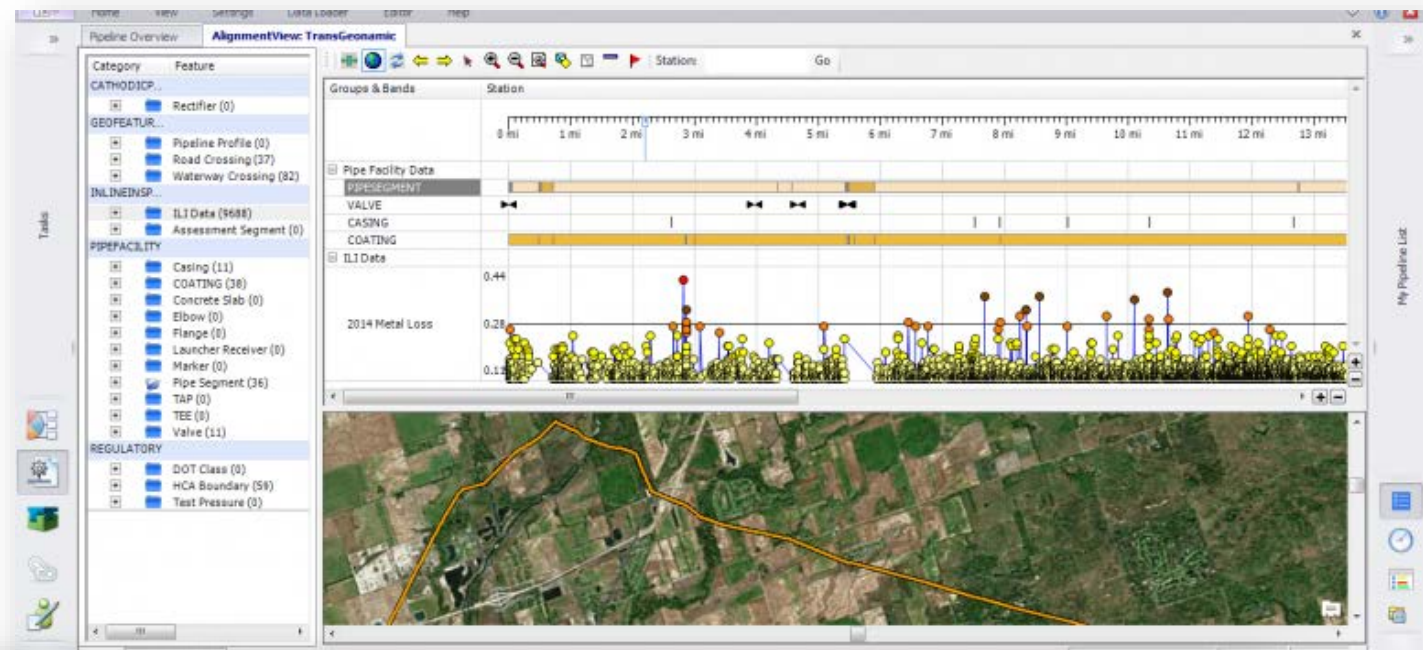 Home View Settings Data Loader Editor Help
Pipeline Overview AlignmentView: TransGeonamic
Category Feature
CATHODICP...
Rectifier (0)
GEOFEATUR...
Pipeline Profile (0)
Road Crossing (37)
Waterway Crossing (82)
INLINEINSP...
ILI Data (9688)
Assessment Segment (0)
PIPEFACILITY
Casing (11)
COATING (38)
Concrete Slab (0)
Elbow (0)
Flange (0)
Launcher Receiver (0)
Marker (0)
Pipe Segment (36)
TAP (0)
TEE (0)
Valve (11)
REGULATORY
DOT Class (0)
HCA Boundary (59)
Test Pressure (0)
Tasks
Station: Go
Groups & Bands Station
0 mi 1 mi 2 mi 3 mi 4 mi 5 mi 6 mi 7 mi 8 mi 9 mi 10 mi 11 mi 12 mi 13 mi
Pipe Facility Data
PIPESEGMENT
VALVE
CASING
COATING
ILI Data
0.44
2014 Metal Loss 0.28
My Pipeline List